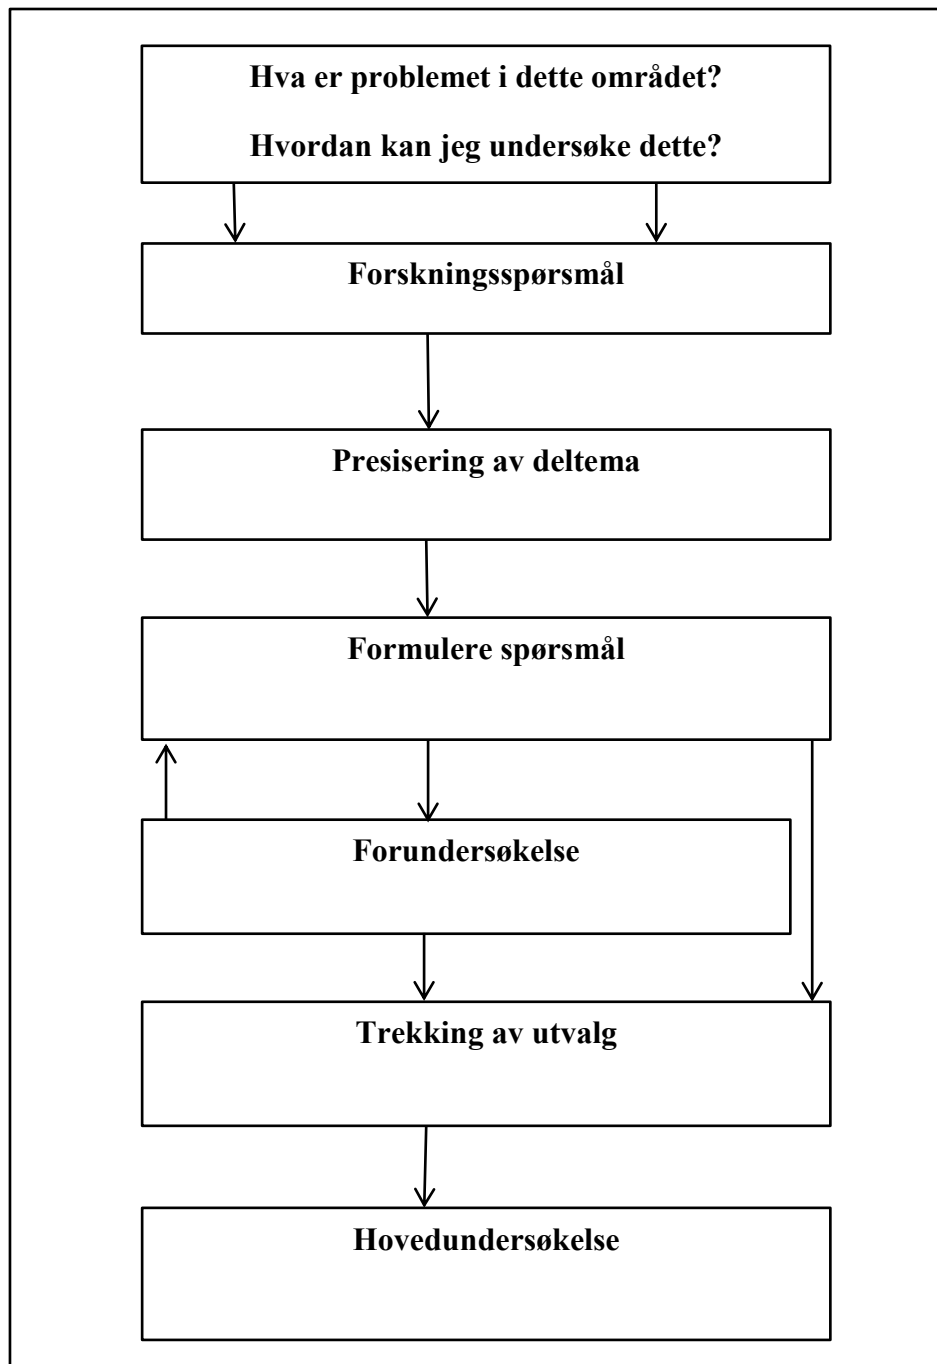 Hva er problemet i dette området?
Hvordan kan jeg undersøke dette?
Forskningsspørsmål
Presisering av deltema
Formulere spørsmål
Forundersøkelse
Trekking av utvalg
Hovedundersøkelse